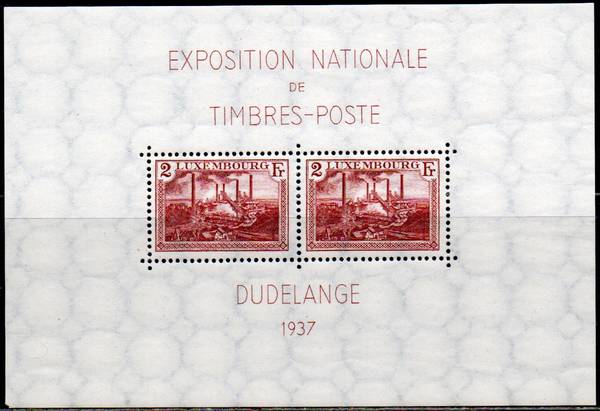 EXPOSITION NATIONALE
DE
TIMBRES-POSTE
2 LUXEMBOURG Fr
2 LUXEMBOURG Fr
DUDELANGE
1937